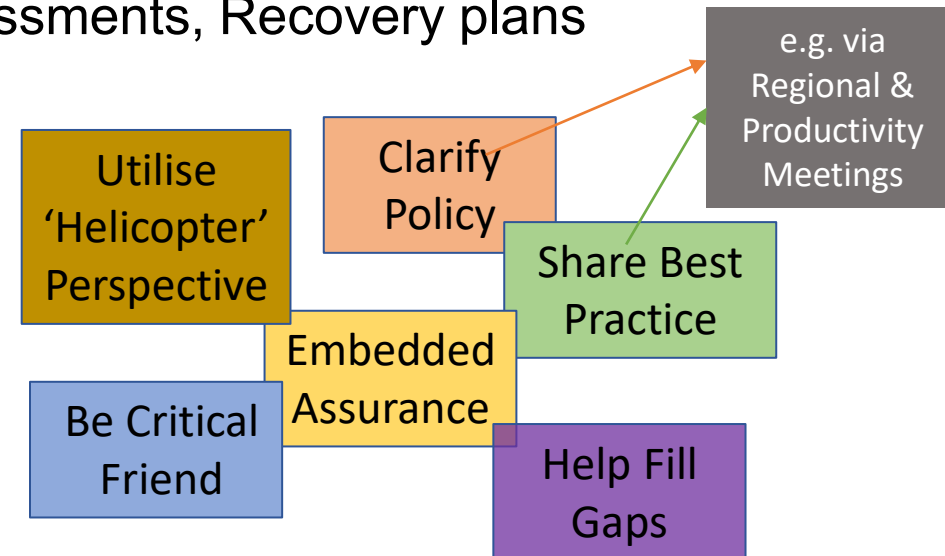 ssments, Recovery plans
e.g. via
Regional &
Productivity
Meetings
Utilise
‘Helicopter’
Perspective
Clarify
Policy
Share Best
Practice
Embedded
Assurance
Be Critical
Friend
Help Fill
Gaps